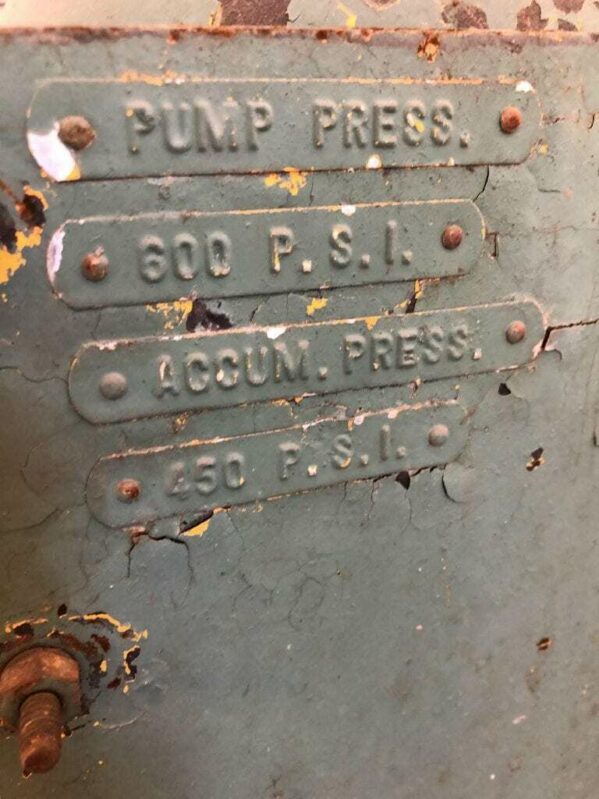 PUMP PRESS.
600 P.S.I.
ACCUM. PRESS.
450 P.S.I.